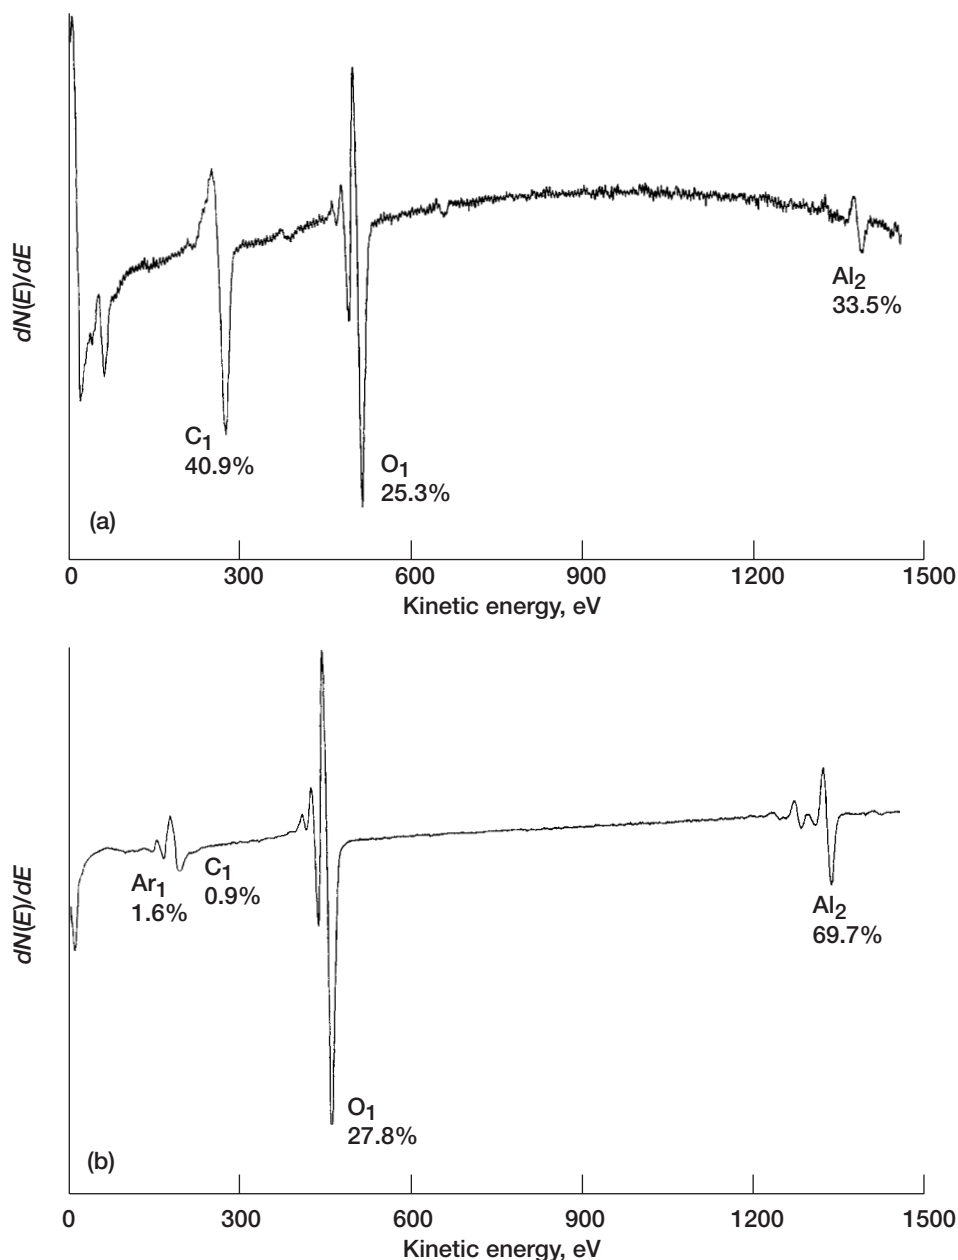 dN(E)/dE
Al2
33.5%
C1
40.9%
O1
25.3%
(a)
0 300 600 900 1200 1500
Kinetic energy, eV
dN(E)/dE
Ar1
1.6%
C1
0.9%
Al2
69.7%
O1
27.8%
(b)
0 300 600 900 1200 1500
Kinetic energy, eV